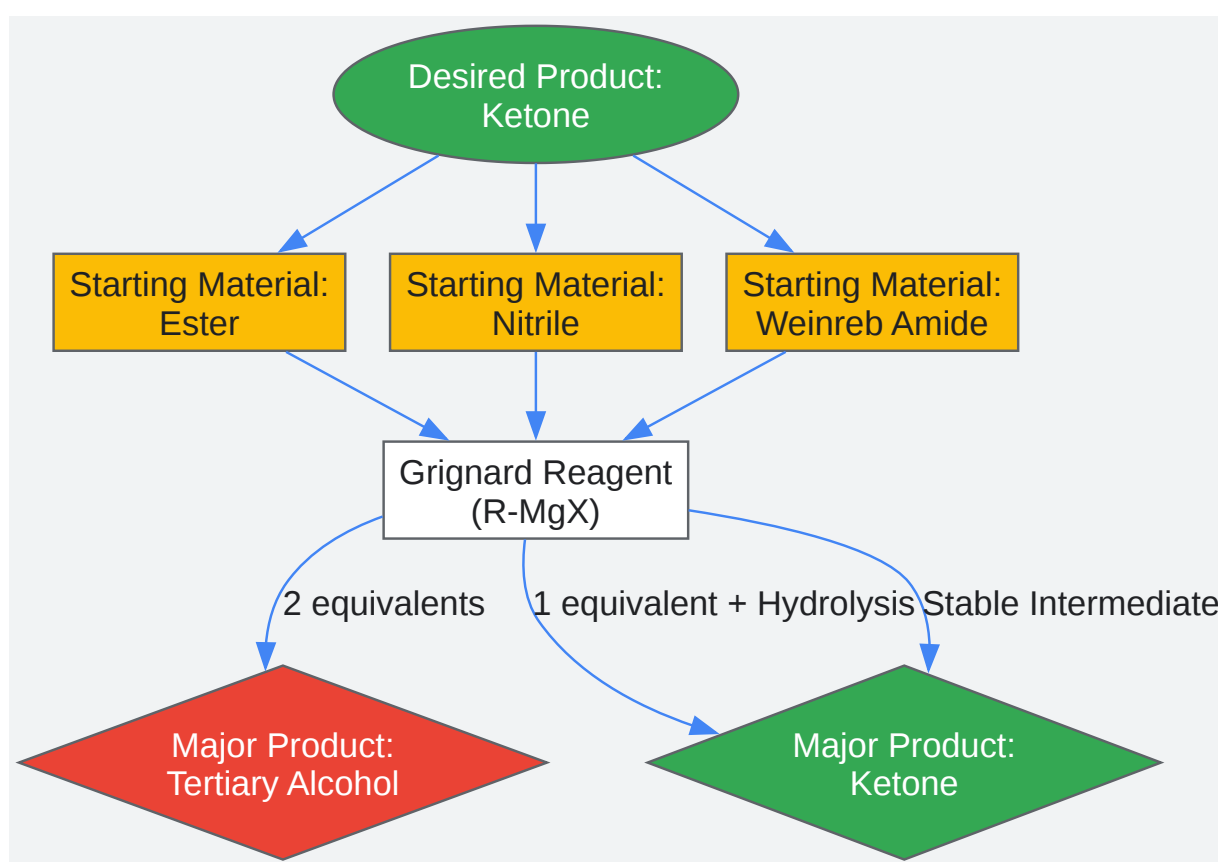 Desired Product:
Ketone
Starting Material:
Ester
Starting Material:
Nitrile
Starting Material:
Weinreb Amide
Grignard Reagent
(R-MgX)
2 equivalents
1 equivalent + Hydrolysis
Stable Intermediate
Major Product:
Tertiary Alcohol
Major Product:
Ketone